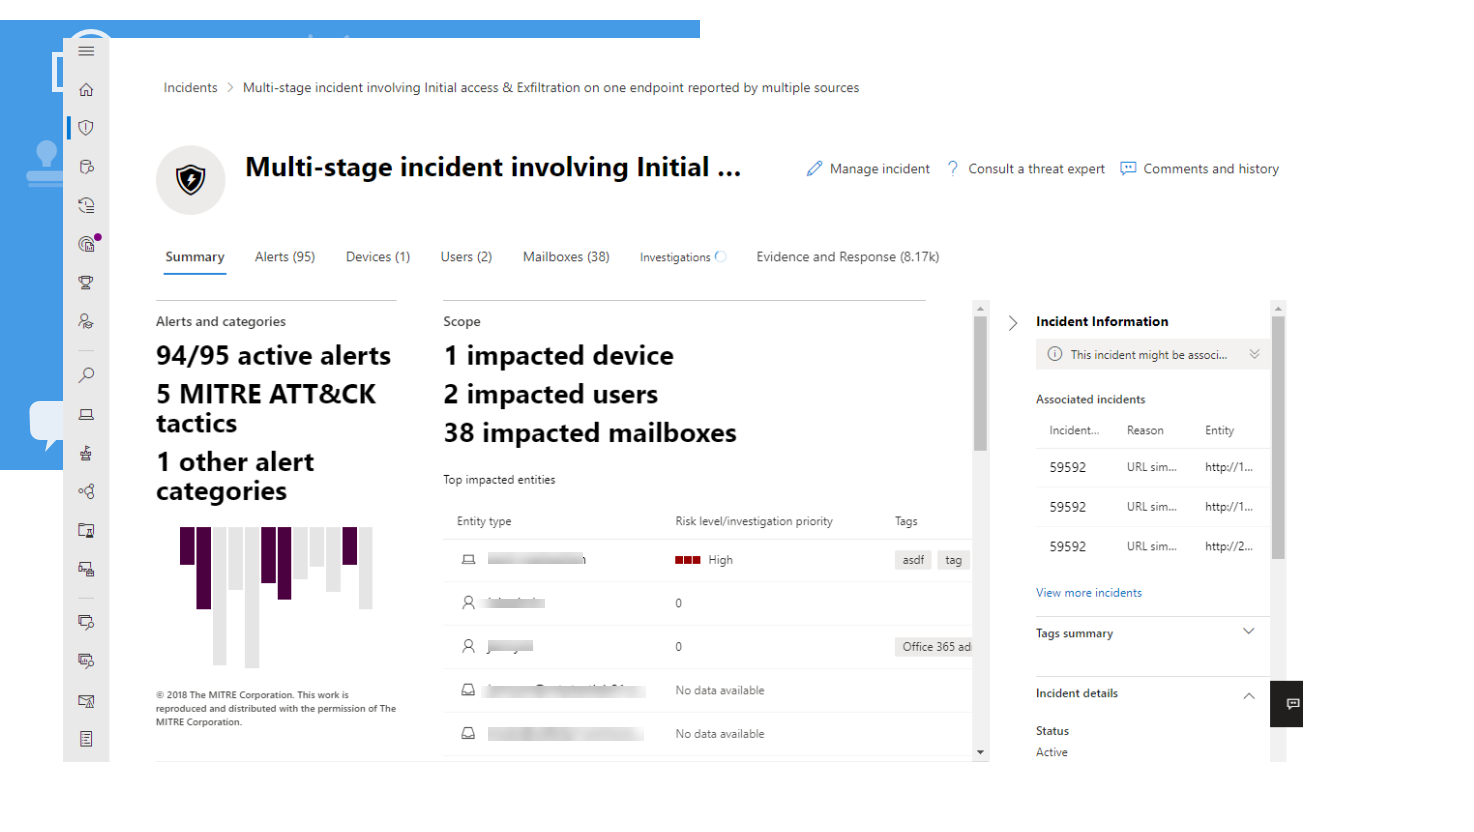 Incidents > Multi-stage incident involving Initial access & Exfiltration on one endpoint reported by multiple sources
Multi-stage incident involving Initial ...
Manage incident
Consult a threat expert
Comments and history
Summary
Alerts (95)
Devices (1)
Users (2)
Mailboxes (38)
Investigations
Evidence and Response (8.17k)
Alerts and categories
94/95 active alerts
5 MITRE ATT&CK
tactics
1 other alert
categories
© 2018 The MITRE Corporation. This work is
reproduced and distributed with the permission of The
MITRE Corporation.
Scope
1 impacted device
2 impacted users
38 impacted mailboxes
Top impacted entities
Entity type Risk level/investigation priority Tags
High asdf tag
0
0 Office 365 ad
No data available
No data available
Incident Information
This incident might be associ...
Associated incidents
Incident... Reason Entity
59592 URL sim... http://1...
59592 URL sim... http://1...
59592 URL sim... http://2...
View more incidents
Tags summary
Incident details
Status
Active